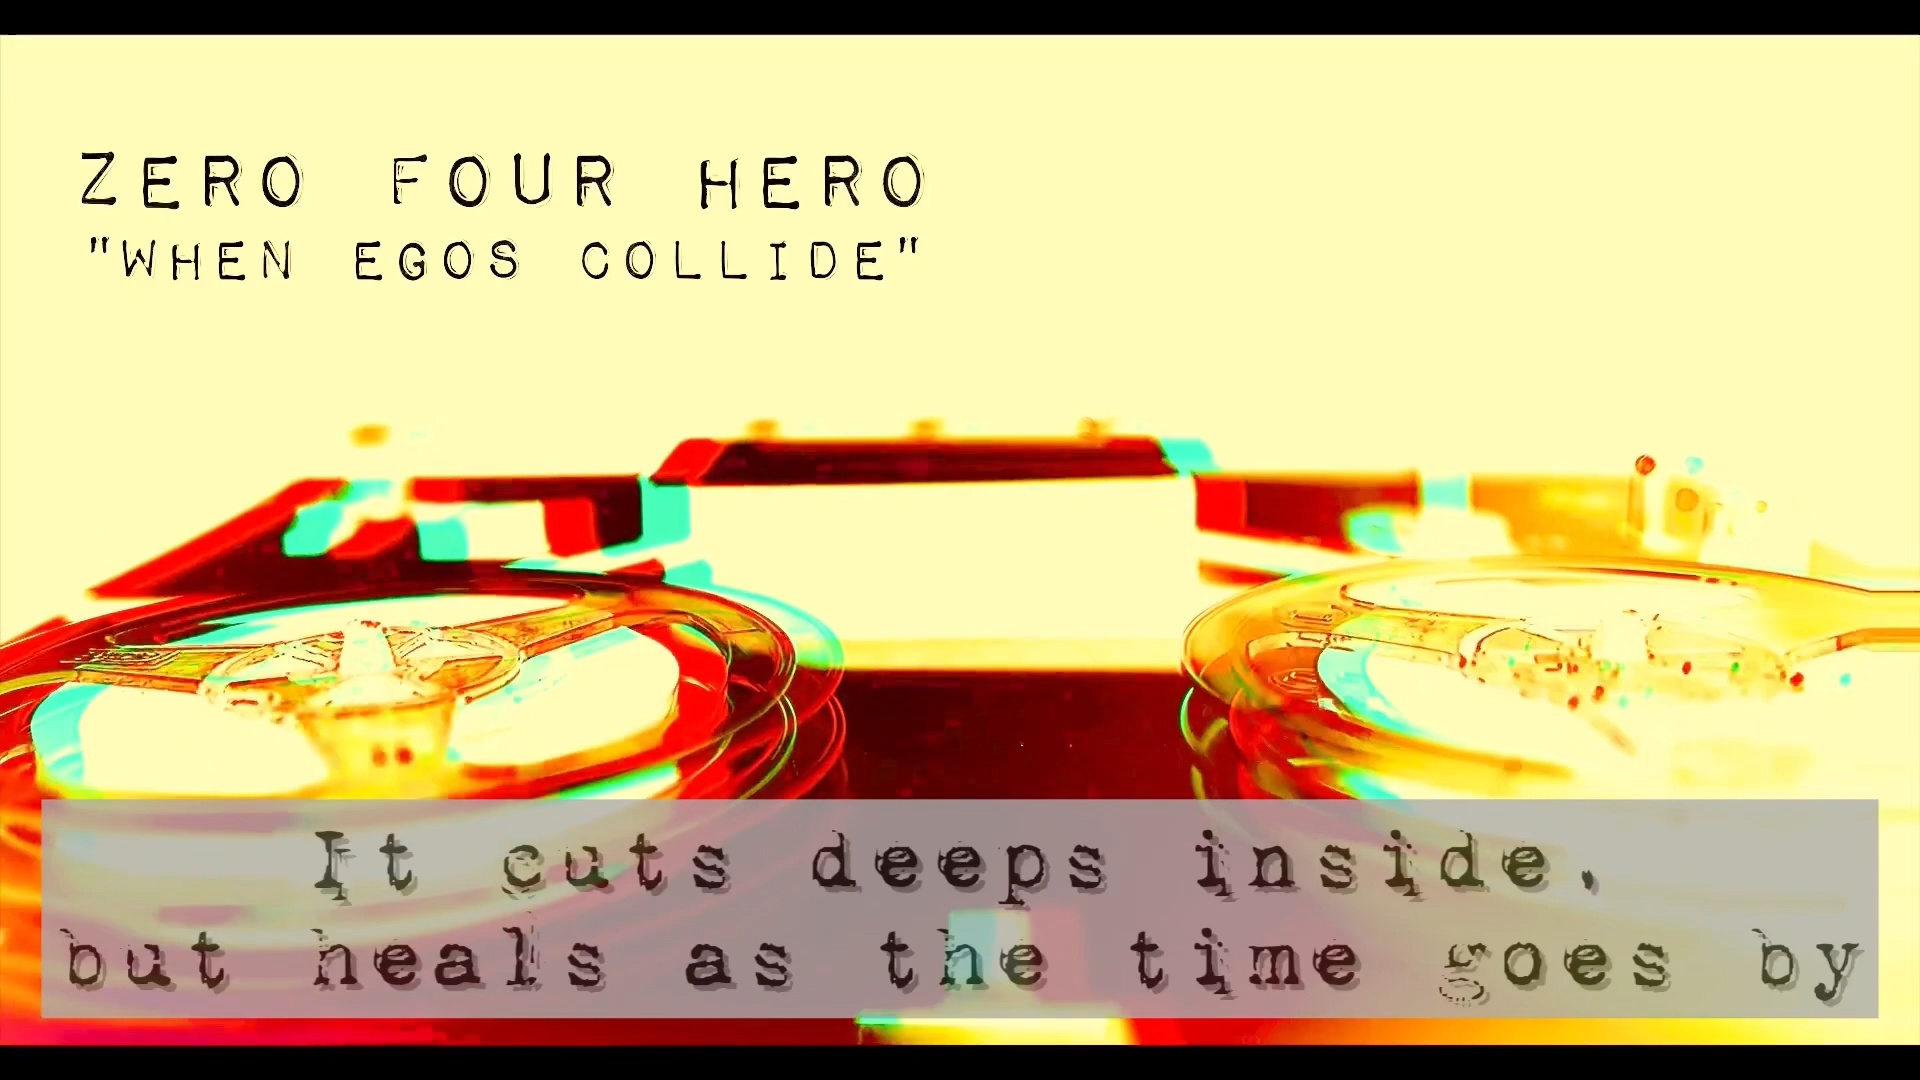 ZERO FOUR HERO
"WHEN EGOS COLLIDE"
It cuts deeps inside,
but heals as the time goes by